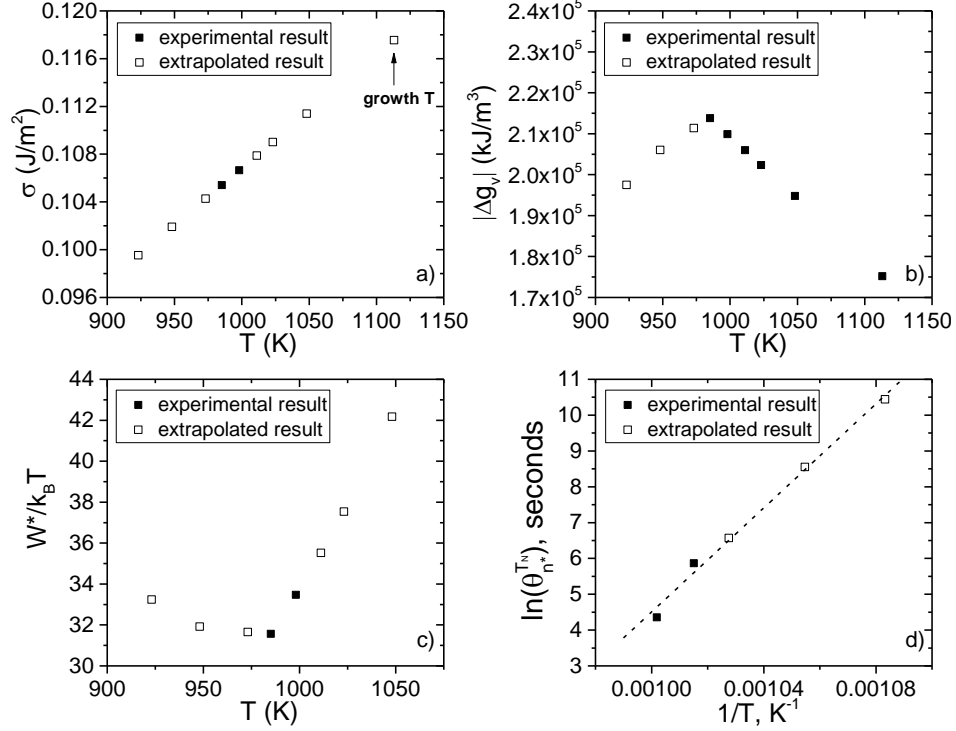 experimental result
extrapolated result
growth T
σ (J/m²)
0.120
0.116
0.112
0.108
0.104
0.100
0.096
900 950 1000 1050 1100 1150
T (K)
a)
experimental result
extrapolated result
|Δg_v| (kJ/m³)
2.4x10⁵
2.3x10⁵
2.2x10⁵
2.1x10⁵
2.0x10⁵
1.9x10⁵
1.8x10⁵
1.7x10⁵
900 950 1000 1050 1100 1150
T (K)
b)
experimental result
extrapolated result
W*/k_BT
44
42
40
38
36
34
32
30
900 950 1000 1050
T (K)
c)
experimental result
extrapolated result
ln(θ_n*^T_N), seconds
11
10
9
8
7
6
5
4
3
0.00100 0.00104 0.00108
1/T, K⁻¹
d)